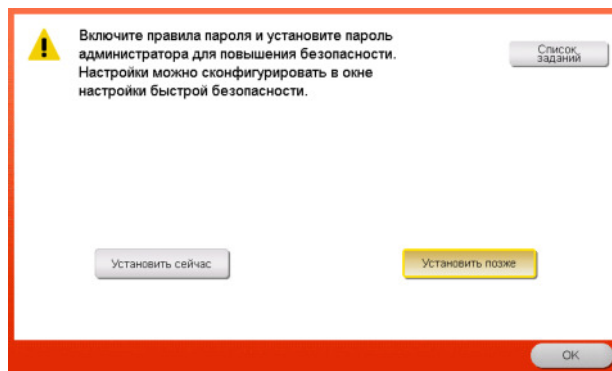 Включите правила пароля и установите пароль
администратора для повышения безопасности.
Настройки можно сконфигурировать в окне
настройки быстрой безопасности.
Список
заданий
Установить сейчас
Установить позже
OK